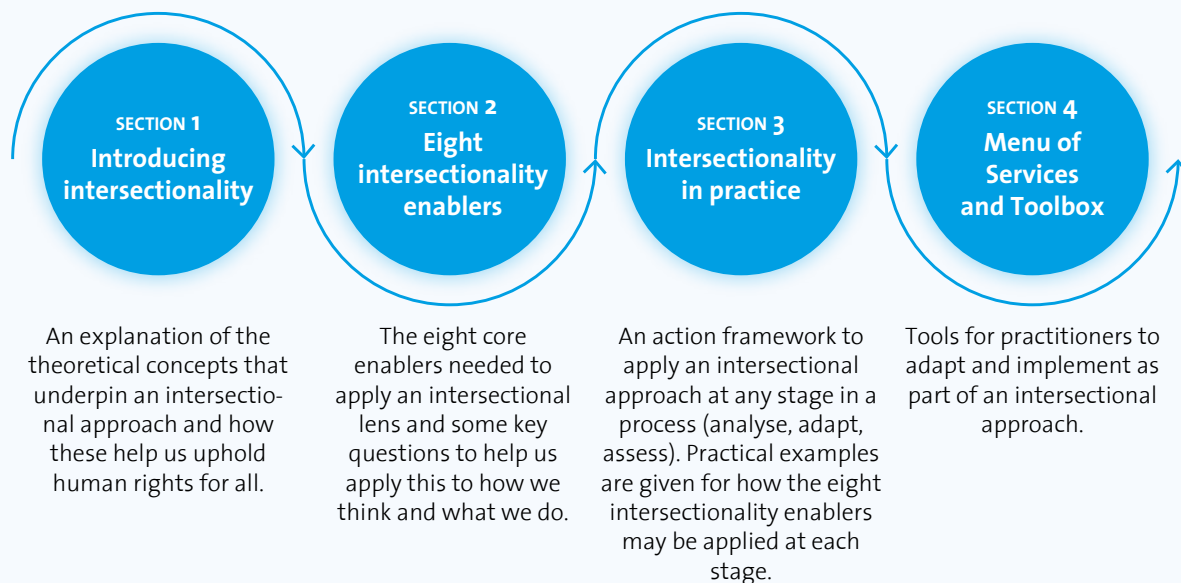 SECTION 1
Introducing
intersectionality
An explanation of the
theoretical concepts that
underpin an intersectio-
nal approach and how
these help us uphold
human rights for all.
SECTION 2
Eight
intersectionality
enablers
The eight core
enablers needed to
apply an intersectional
lens and some key
questions to help us
apply this to how we
think and what we do.
SECTION 3
Intersectionality
in practice
An action framework to
apply an intersectional
approach at any stage in a
process (analyse, adapt,
assess). Practical examples
are given for how the eight
intersectionality enablers
may be applied at each
stage.
SECTION 4
Menu of
Services
and Toolbox
Tools for practitioners to
adapt and implement as
part of an intersectional
approach.